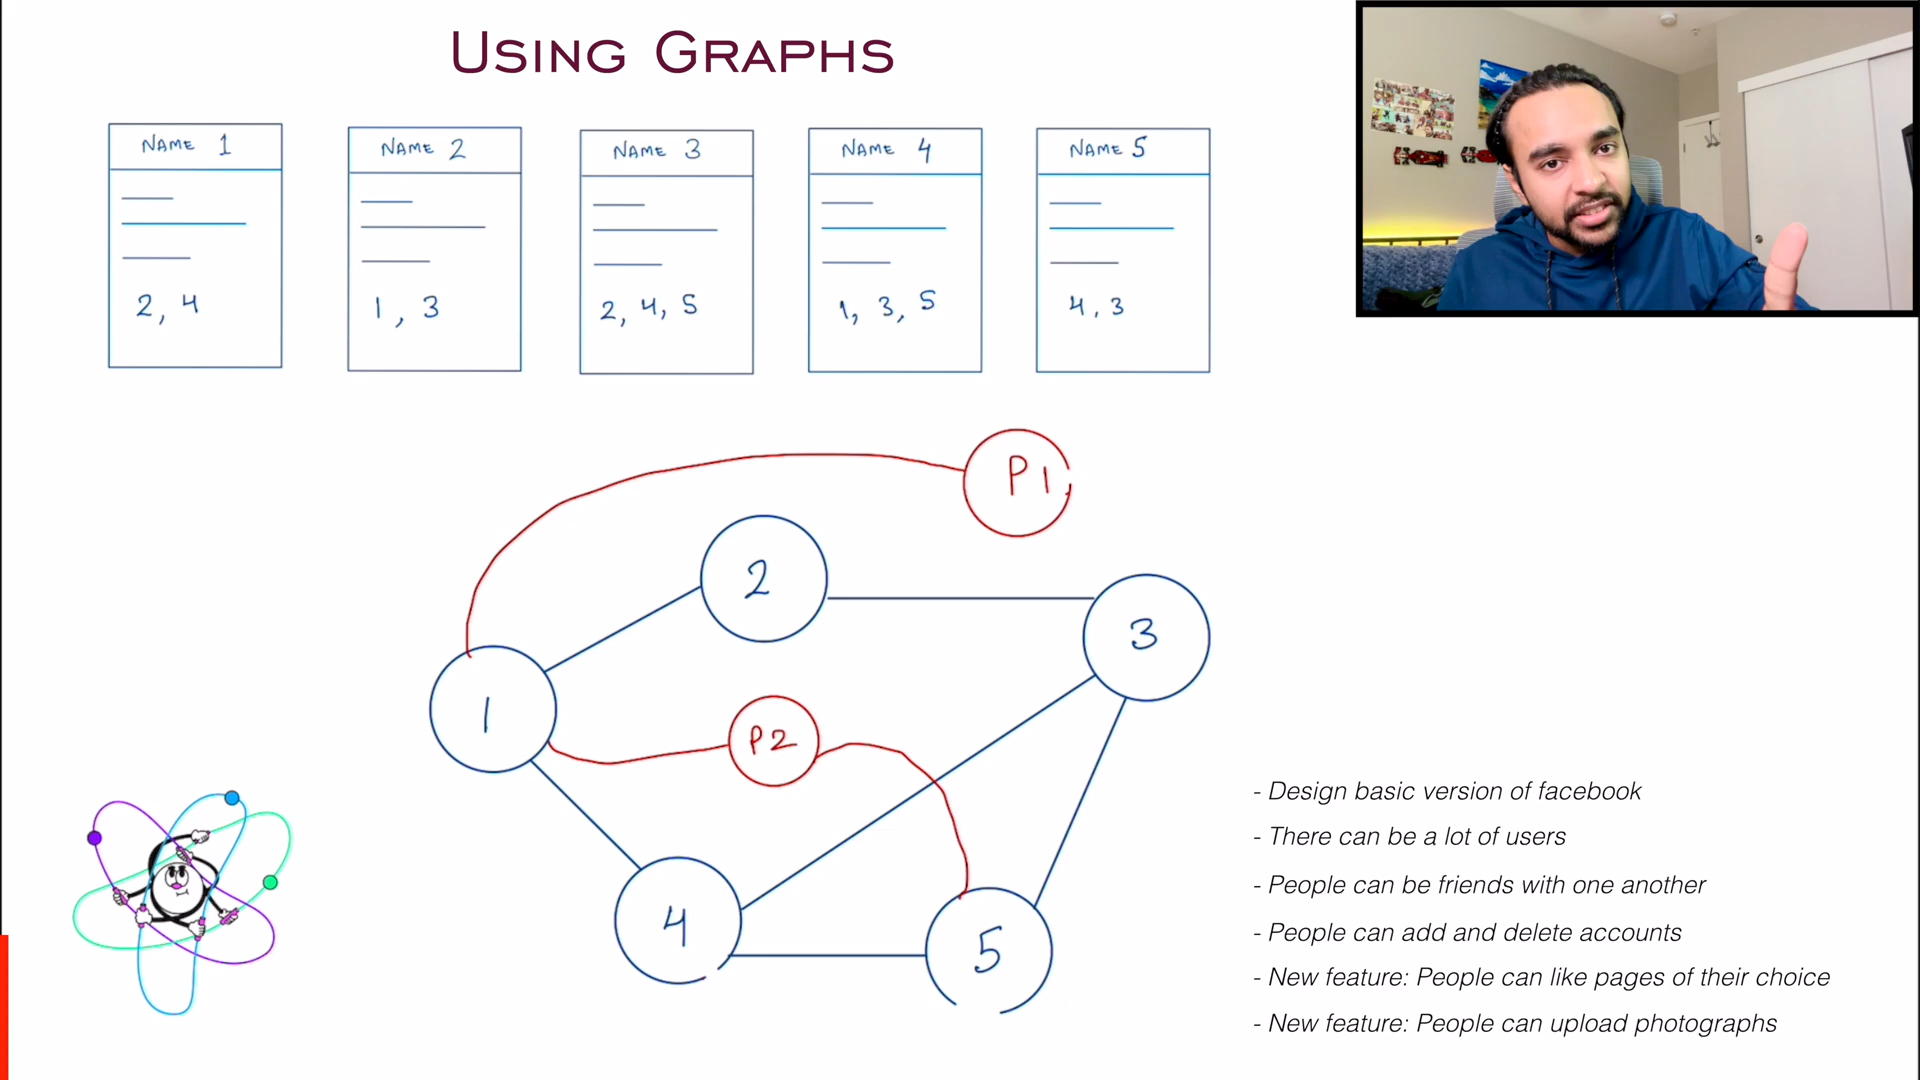 USING GRAPHS
NAME 1
2, 4
NAME 2
1, 3
NAME 3
2, 4, 5
NAME 4
1, 3, 5
NAME 5
4, 3
P1
2
3
1
P2
4
5
- Design basic version of facebook
- There can be a lot of users
- People can be friends with one another
- People can add and delete accounts
- New feature: People can like pages of their choice
- New feature: People can upload photographs